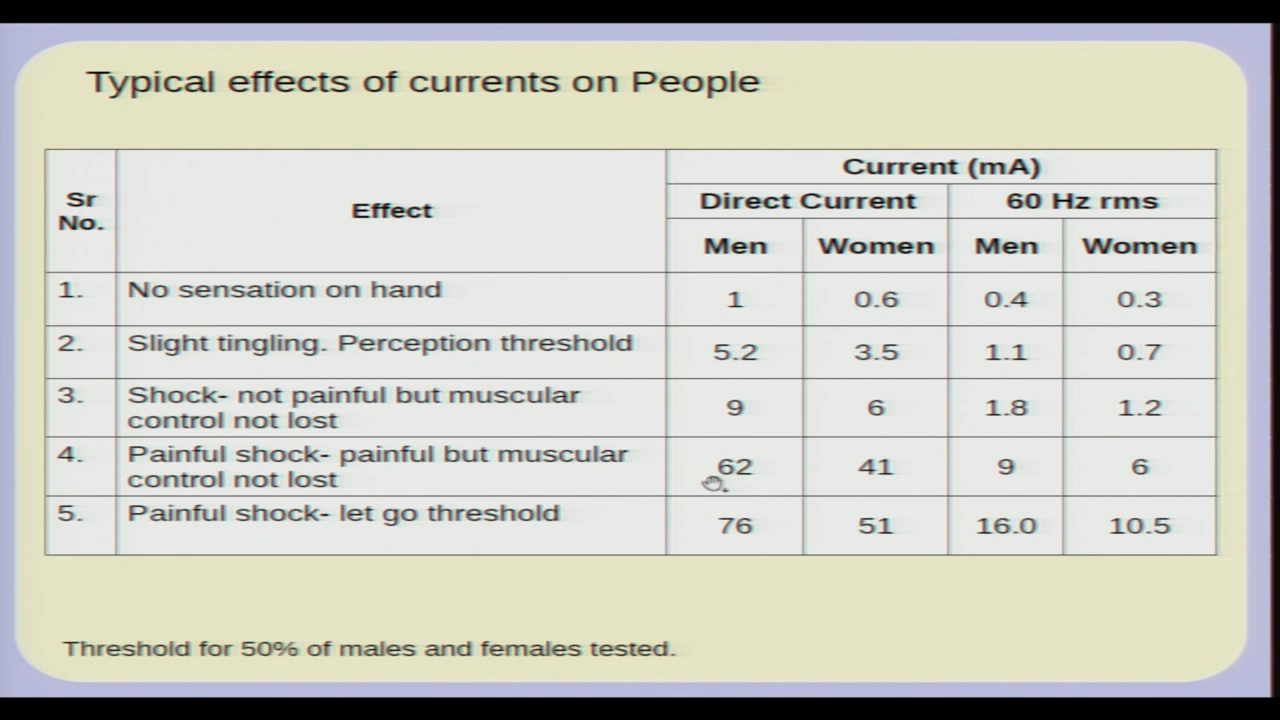 Typical effects of currents on People
Sr No. Effect Current (mA)
Direct Current 60 Hz rms
Men Women Men Women
1. No sensation on hand 1 0.6 0.4 0.3
2. Slight tingling. Perception threshold 5.2 3.5 1.1 0.7
3. Shock- not painful but muscular
control not lost 9 6 1.8 1.2
4. Painful shock- painful but muscular
control not lost 62 41 9 6
5. Painful shock- let go threshold 76 51 16.0 10.5
Threshold for 50% of males and females tested.